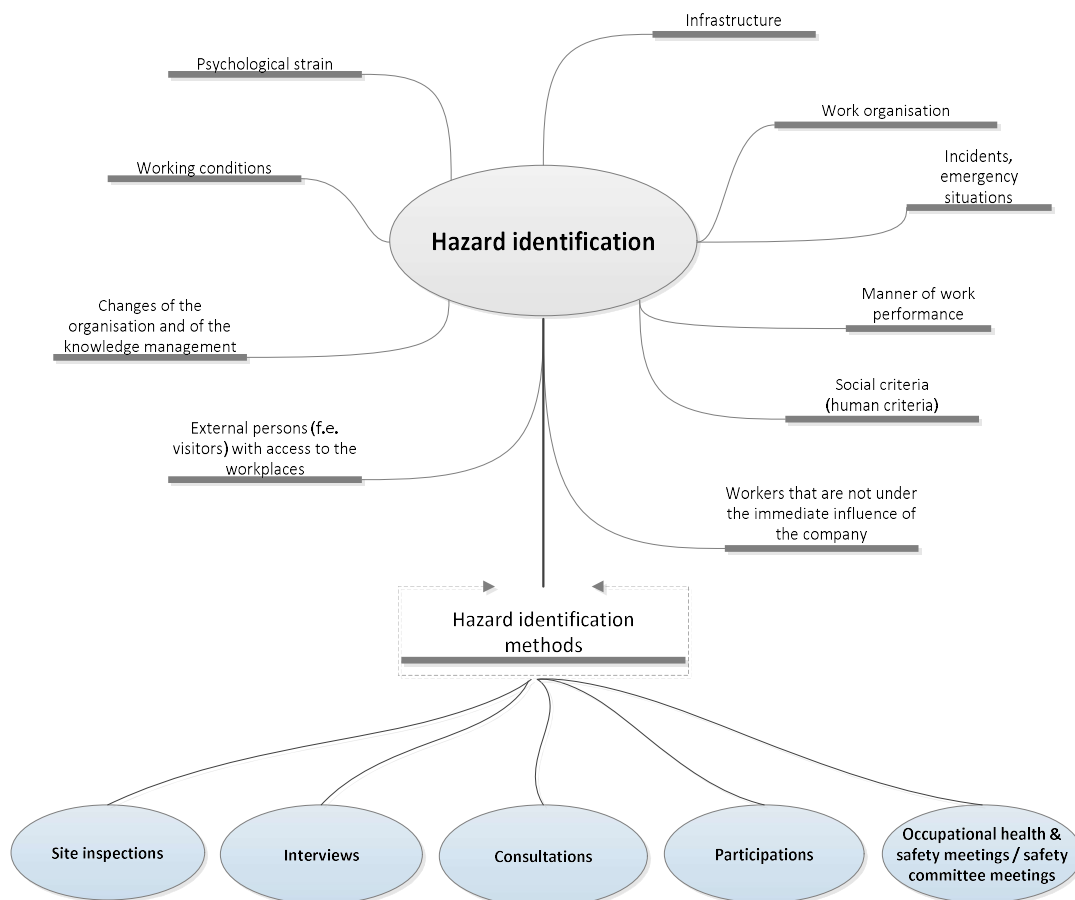 Infrastructure
Psychological strain
Work organisation
Working conditions
Incidents,
emergency
situations
Hazard identification
Changes of the
organisation and of the
knowledge management
Manner of work
performance
Social criteria
(human criteria)
External persons (f.e.
visitors) with access to the
workplaces
Workers that are not under
the immediate influence of
the company
Hazard identification
methods
Site inspections
Interviews
Consultations
Participations
Occupational health &
safety meetings / safety
committee meetings